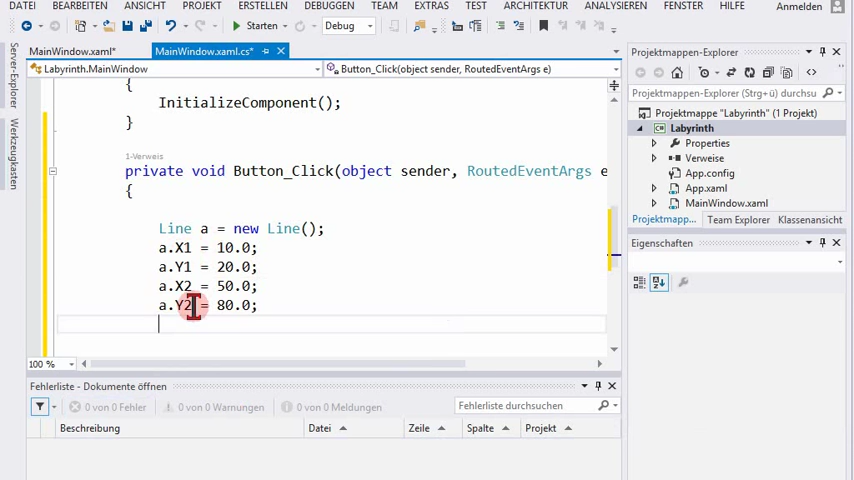 DATEI BEARBEITEN ANSICHT PROJEKT ERSTELLEN DEBUGGEN TEAM EXTRAS TEST ARCHITEKTUR ANALYSIEREN FENSTER HILFE Anmelden
Starten Debug
MainWindow.xaml* MainWindow.xaml.cs*
Labyrinth.MainWindow Button_Click(object sender, RoutedEventArgs e)
{
InitializeComponent();
}
1-Verweis
private void Button_Click(object sender, RoutedEventArgs e
{
Line a = new Line();
a.X1 = 10.0;
a.Y1 = 20.0;
a.X2 = 50.0;
a.Y2 = 80.0;
100 %
Server-Explorer
Werkzeugkasten
Fehlerliste - Dokumente öffnen
0 von 0 Fehler 0 von 0 Warnungen 0 von 0 Meldungen Fehlerliste durchsuchen
Beschreibung Datei Zeile Spalte Projekt
Projektmappen-Explorer
Projektmappen-Explorer (Strg+ü) durchsu
Projektmappe "Labyrinth" (1 Projekt)
Labyrinth
Properties
Verweise
App.config
App.xaml
MainWindow.xaml
Projektmapp... Team Explorer Klassenansicht
Eigenschaften